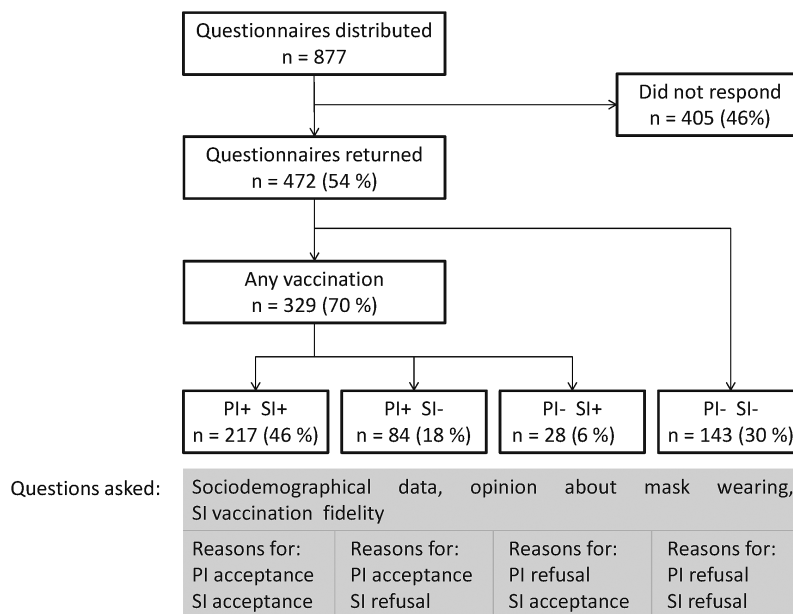 Questionnaires distributed
n = 877
Did not respond
n = 405 (46%)
Questionnaires returned
n = 472 (54 %)
Any vaccination
n = 329 (70 %)
PI+ SI+
n = 217 (46 %)
PI+ SI-
n = 84 (18 %)
PI- SI+
n = 28 (6 %)
PI- SI-
n = 143 (30 %)
Questions asked:
Sociodemographical data, opinion about mask wearing,
SI vaccination fidelity
Reasons for:
PI acceptance
SI acceptance
Reasons for:
PI acceptance
SI refusal
Reasons for:
PI refusal
SI acceptance
Reasons for:
PI refusal
SI refusal